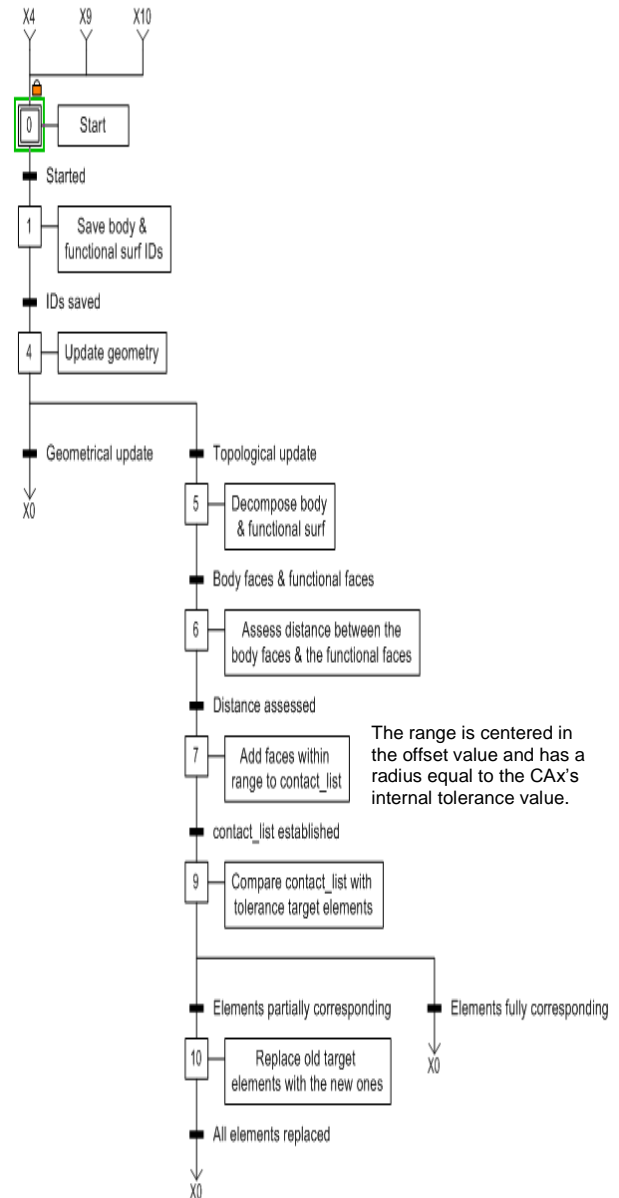 X4 X9 X10
0
Start
Started
1
Save body &
functional surf IDs
IDs saved
4
Update geometry
Geometrical update
X0
Topological update
5
Decompose body
& functional surf
Body faces & functional faces
6
Assess distance between the
body faces & the functional faces
Distance assessed
7
Add faces within
range to contact_list
The range is centered in
the offset value and has a
radius equal to the CAx's
internal tolerance value.
contact_list established
9
Compare contact_list with
tolerance target elements
Elements partially corresponding
Elements fully corresponding
X0
10
Replace old target
elements with the new ones
All elements replaced
X0